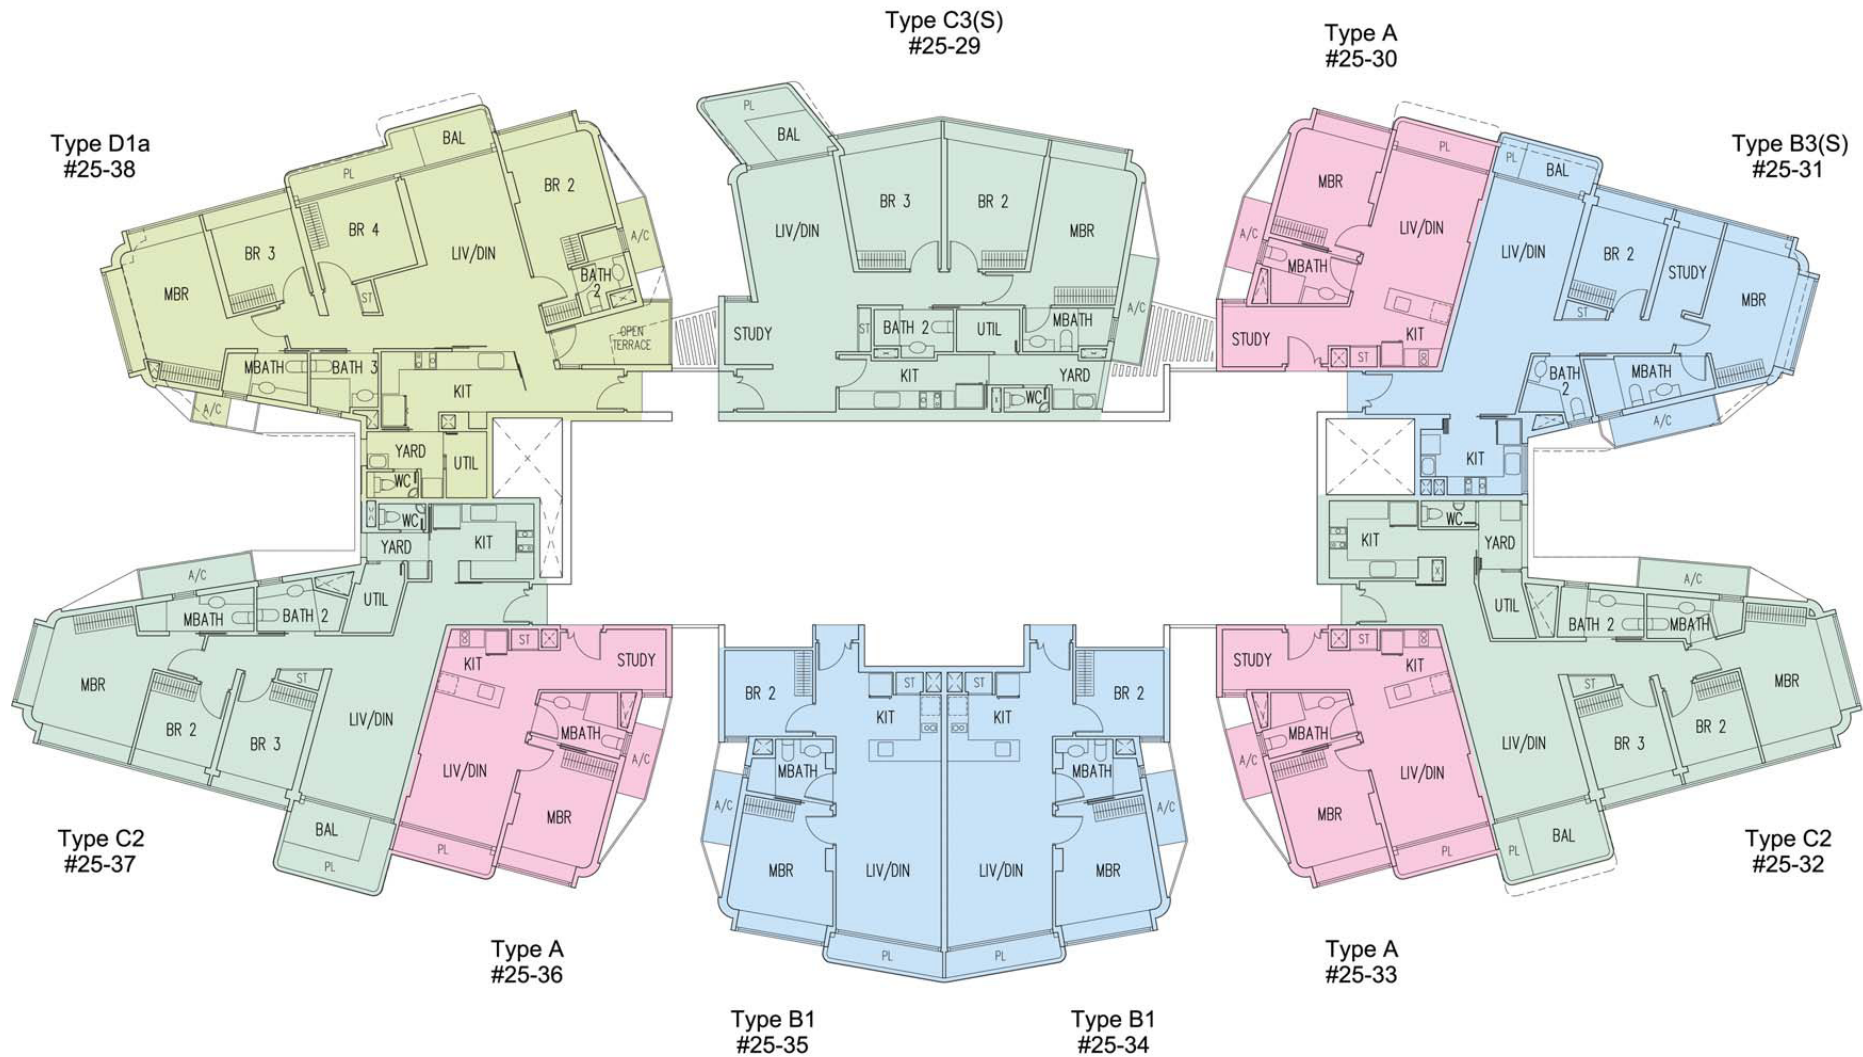 Type C3(S)
#25-29
Type A
#25-30
Type D1a
#25-38
Type B3(S)
#25-31
BAL
PL
BR 2
BR 4
BR 3
LIV/DIN
MBR
A/C
BATH
2
ST
OPEN
TERRACE
MBATH
BATH 3
KIT
A/C
YARD
UTIL
WC
PL
BAL
LIV/DIN
BR 3
BR 2
MBR
A/C
STUDY
ST
BATH 2
UTIL
MBATH
KIT
YARD
WC
PL
MBR
LIV/DIN
A/C
MBATH
STUDY
ST
KIT
PL
BAL
LIV/DIN
BR 2
STUDY
MBR
ST
BATH
2
MBATH
A/C
KIT
WC
YARD
KIT
A/C
MBATH
BATH 2
UTIL
MBR
BR 2
BR 3
ST
LIV/DIN
BAL
PL
KIT
ST
STUDY
MBATH
A/C
LIV/DIN
MBR
PL
BR 2
ST
KIT
MBATH
A/C
MBR
LIV/DIN
PL
ST
BR 2
KIT
MBATH
A/C
LIV/DIN
MBR
PL
STUDY
ST
KIT
MBATH
A/C
LIV/DIN
MBR
PL
KIT
WC
YARD
UTIL
A/C
BATH 2
MBATH
MBR
ST
BR 3
BR 2
LIV/DIN
PL
BAL
Type C2
#25-37
Type C2
#25-32
Type A
#25-36
Type A
#25-33
Type B1
#25-35
Type B1
#25-34